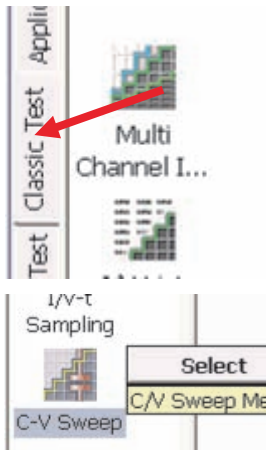 Applic
Classic Test
Test
Multi
Channel I...
I/V-t
Sampling
C-V Sweep
Select
C/V Sweep Me